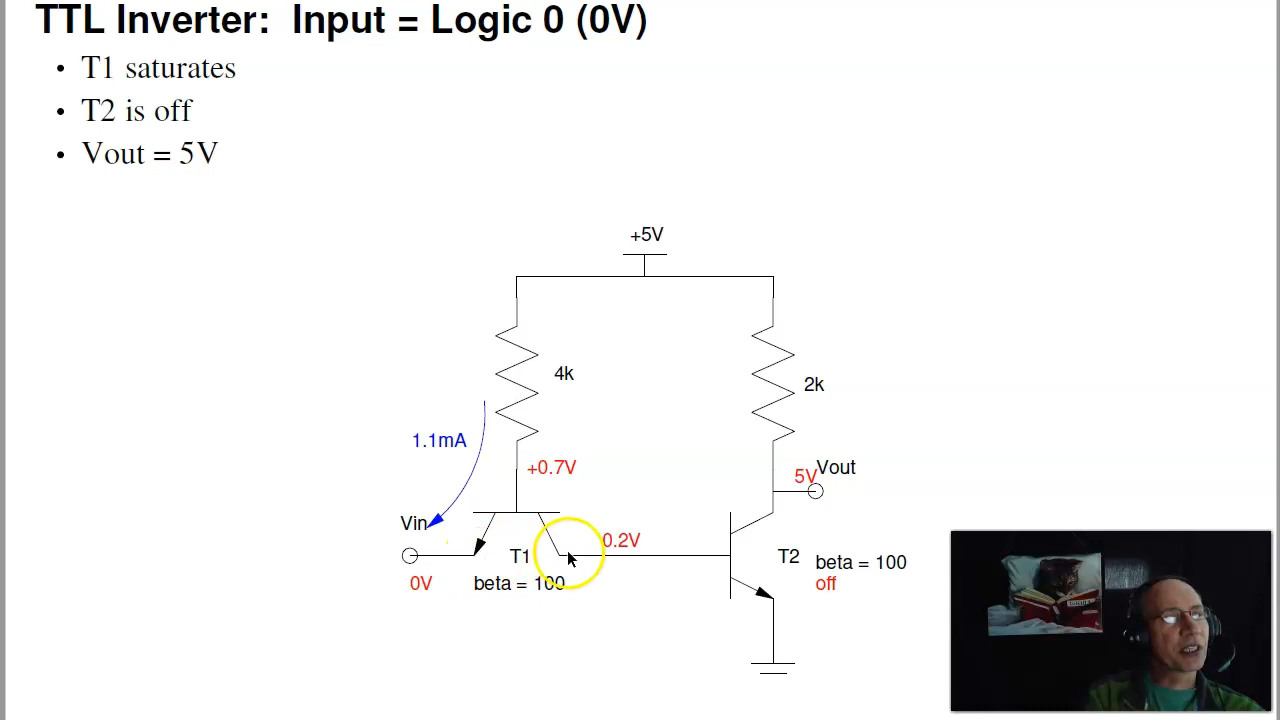 TTL Inverter: Input = Logic 0 (0V)
• T1 saturates
• T2 is off
• Vout = 5V
+5V
4k
2k
1.1mA
+0.7V
Vout
5V
Vin
0.2V
T1
T2
beta = 100
0V
beta = 100
off